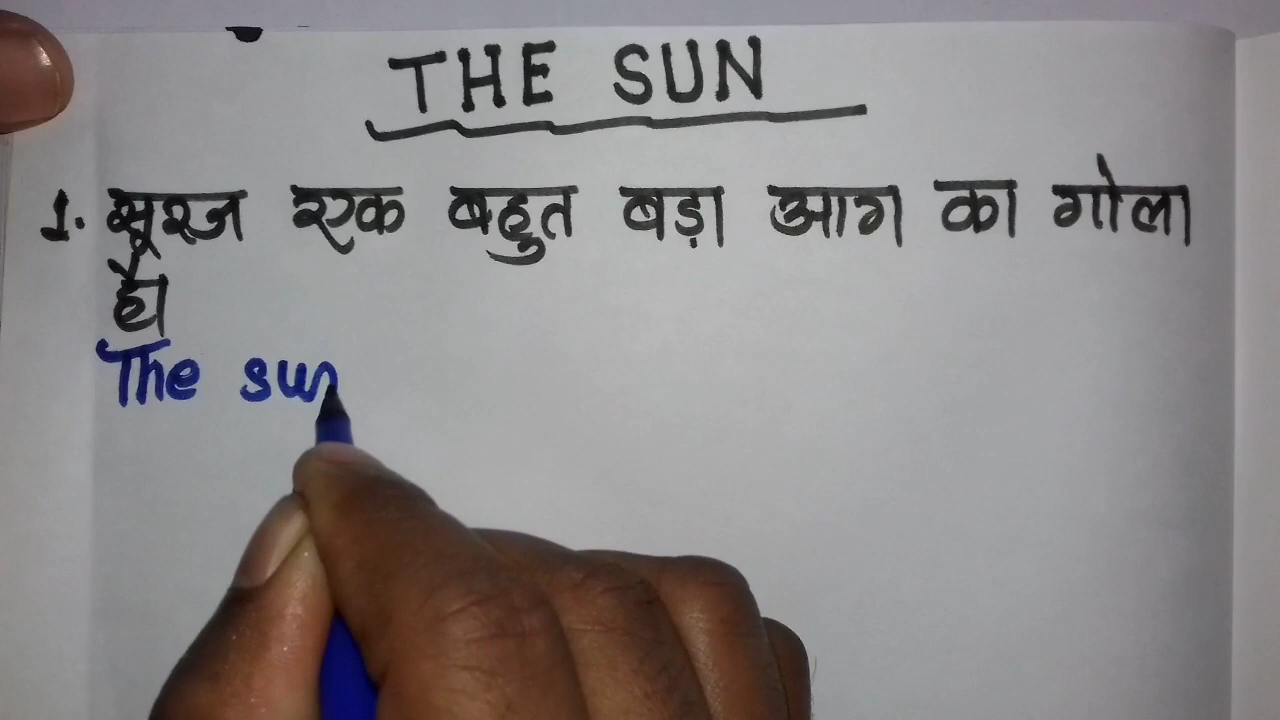 THE SUN
1. सूरज एक बहुत बड़ा आग का गोला
है।
The sun